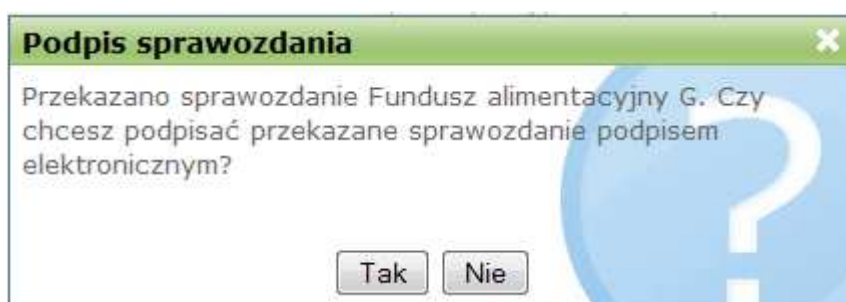 Podpis sprawozdania
Przekazano sprawozdanie Fundusz alimentacyjny G. Czy
chcesz podpisać przekazane sprawozdanie podpisem
elektronicznym?
Tak Nie